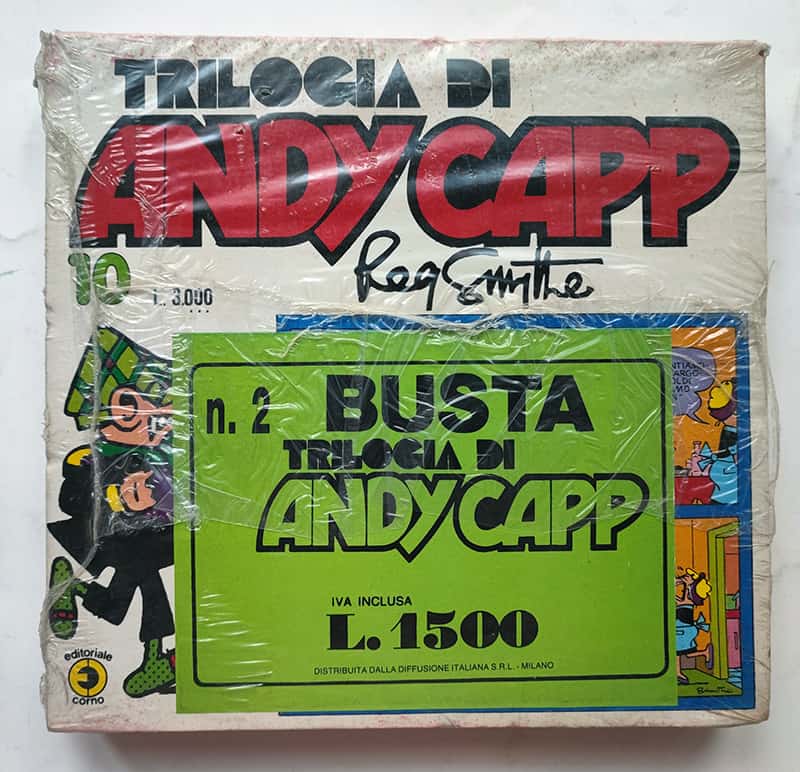 TRILOGIA DI
ANDY CAPP
Reg Smythe
10
L. 3.000
n. 2 BUSTA
TRILOGIA DI
ANDY CAPP
IVA INCLUSA
L. 1500
DISTRIBUITA DALLA DIFFUSIONE ITALIANA S.R.L. - MILANO
editoriale
corno